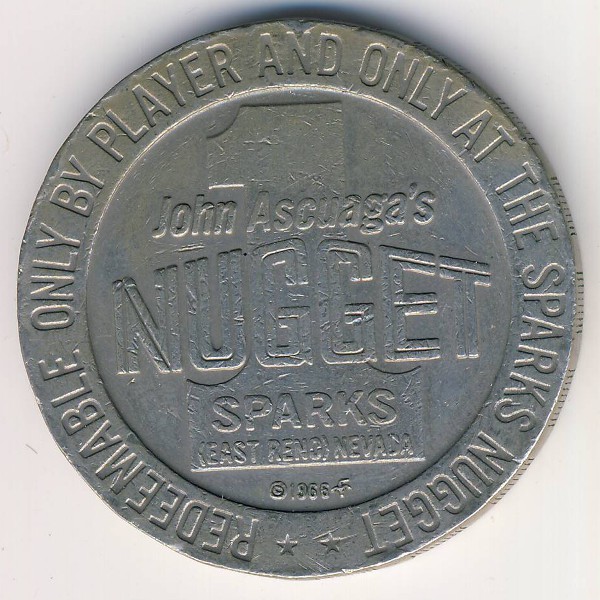 REDEEMABLE ONLY BY PLAYER AND ONLY AT THE SPARKS NUGGET
1
John Ascuaga's
NUGGET
SPARKS
(EAST RENO) NEVADA
© 1966